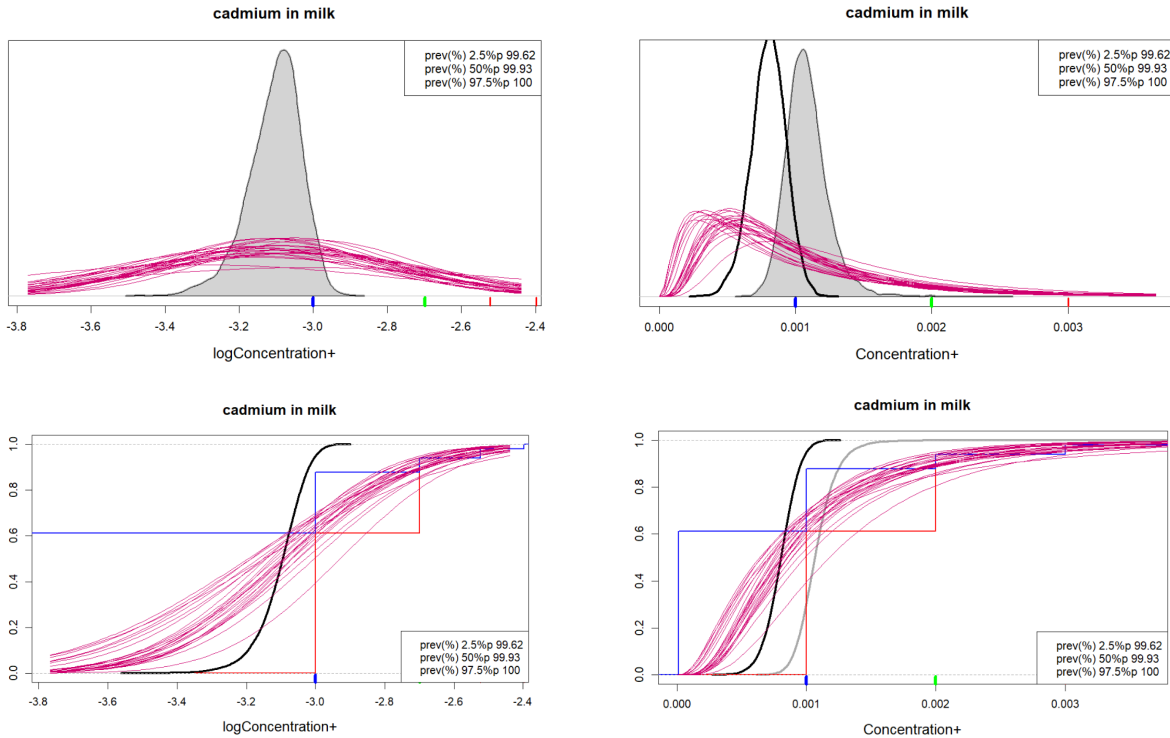 cadmium in milk
prev(%) 2.5%p 99.62
prev(%) 50%p 99.93
prev(%) 97.5%p 100
-3.8 -3.6 -3.4 -3.2 -3.0 -2.8 -2.6 -2.4
logConcentration+
cadmium in milk
prev(%) 2.5%p 99.62
prev(%) 50%p 99.93
prev(%) 97.5%p 100
0.000 0.001 0.002 0.003
Concentration+
cadmium in milk
1.0
0.8
0.6
0.4
0.2
0.0
prev(%) 2.5%p 99.62
prev(%) 50%p 99.93
prev(%) 97.5%p 100
-3.8 -3.6 -3.4 -3.2 -3.0 -2.8 -2.6 -2.4
logConcentration+
cadmium in milk
1.0
0.8
0.6
0.4
0.2
0.0
prev(%) 2.5%p 99.62
prev(%) 50%p 99.93
prev(%) 97.5%p 100
0.000 0.001 0.002 0.003
Concentration+